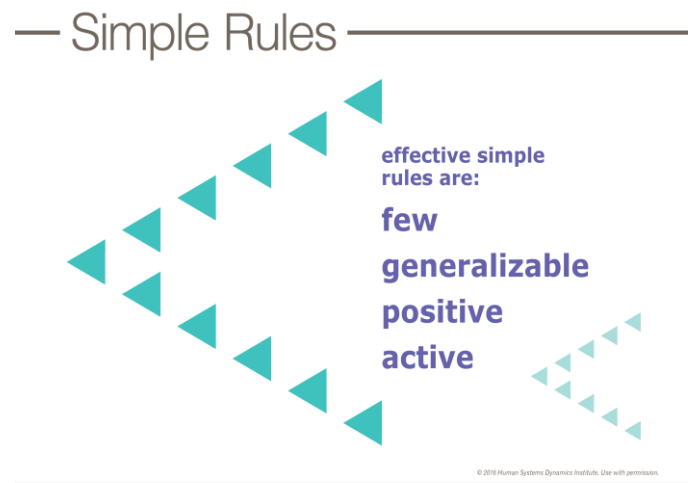 Simple Rules
effective simple
rules are:
few
generalizable
positive
active
© 2016 Human Systems Dynamics Institute. Use with permission.